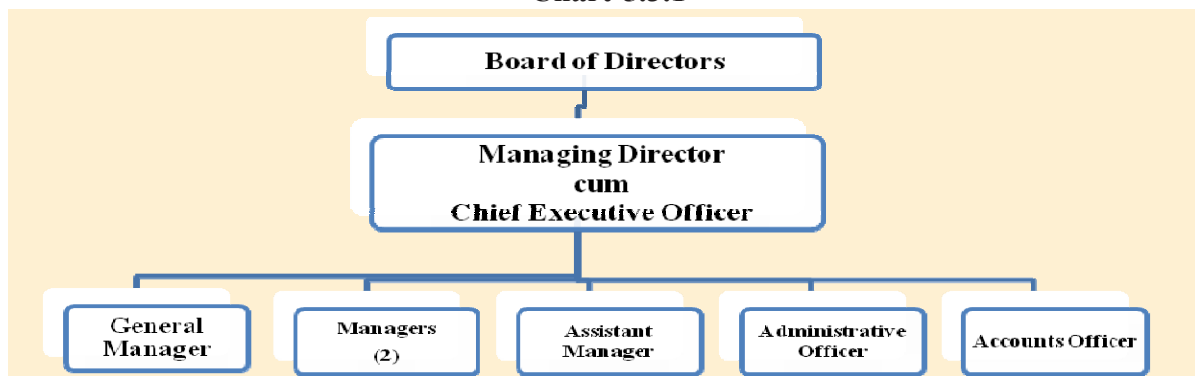 Board of Directors
Managing Director
cum
Chief Executive Officer
General
Manager
Managers
(2)
Assistant
Manager
Administrative
Officer
Accounts Officer